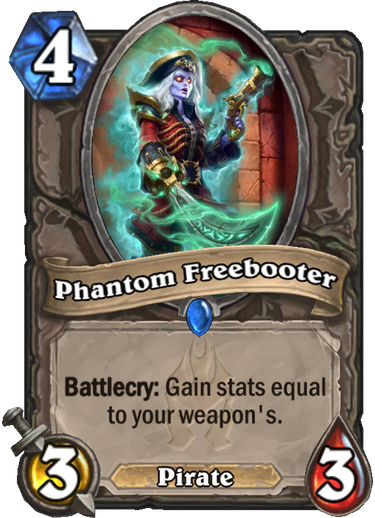 4
Phantom Freebooter
Battlecry: Gain stats equal
to your weapon's.
3
Pirate
3